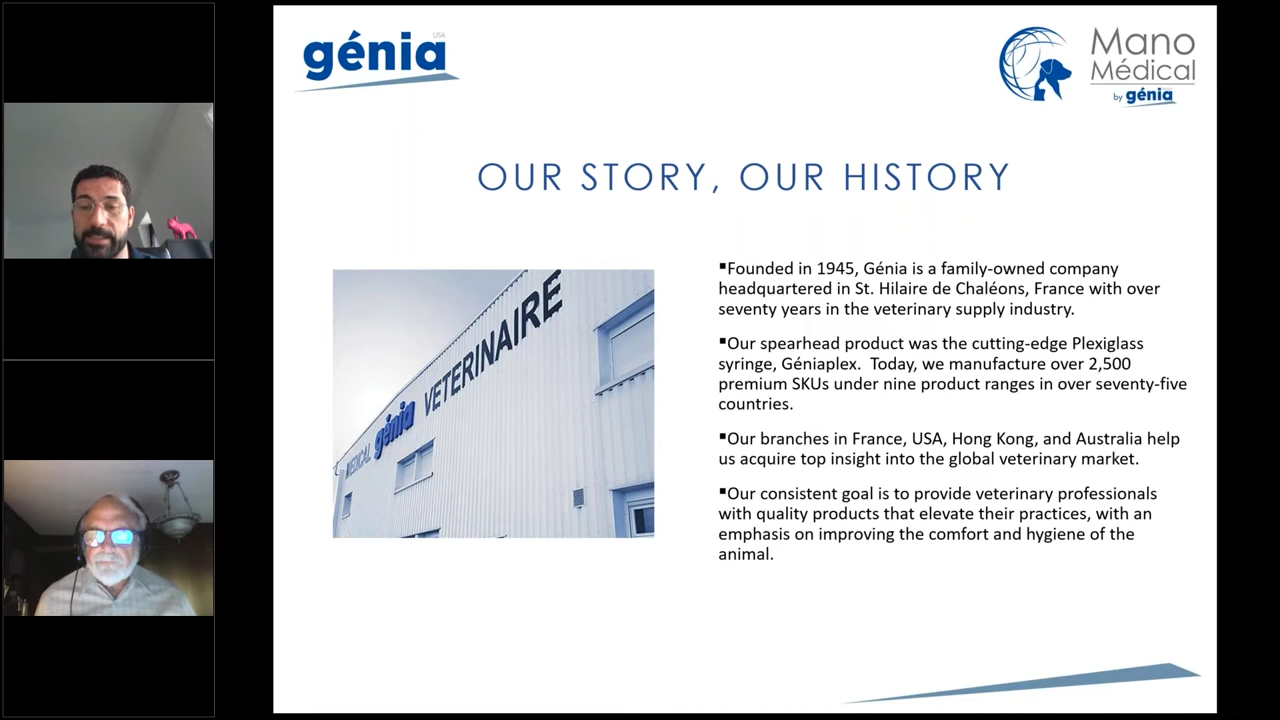 génia USA
Mano
Médical
by génia
OUR STORY, OUR HISTORY
MEDICAL génia VETERINAIRE
▪Founded in 1945, Génia is a family-owned company
headquartered in St. Hilaire de Chaléons, France with over
seventy years in the veterinary supply industry.
▪Our spearhead product was the cutting-edge Plexiglass
syringe, Géniaplex.  Today, we manufacture over 2,500
premium SKUs under nine product ranges in over seventy-five
countries.
▪Our branches in France, USA, Hong Kong, and Australia help
us acquire top insight into the global veterinary market.
▪Our consistent goal is to provide veterinary professionals
with quality products that elevate their practices, with an
emphasis on improving the comfort and hygiene of the
animal.